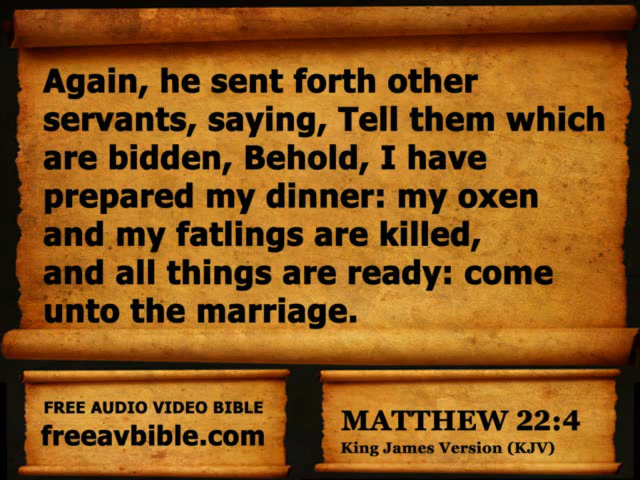 Again, he sent forth other
servants, saying, Tell them which
are bidden, Behold, I have
prepared my dinner: my oxen
and my fatlings are killed,
and all things are ready: come
unto the marriage.
FREE AUDIO VIDEO BIBLE
freeavbible.com
MATTHEW 22:4
King James Version (KJV)